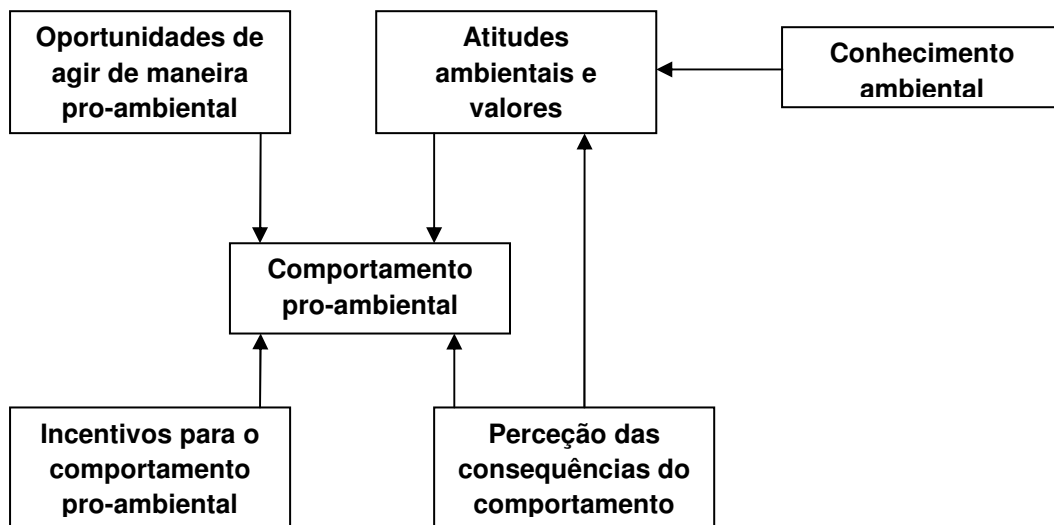 Oportunidades de
agir de maneira
pro-ambiental
Atitudes
ambientais e
valores
Conhecimento
ambiental
Comportamento
pro-ambiental
Incentivos para o
comportamento
pro-ambiental
Perceção das
consequências do
comportamento